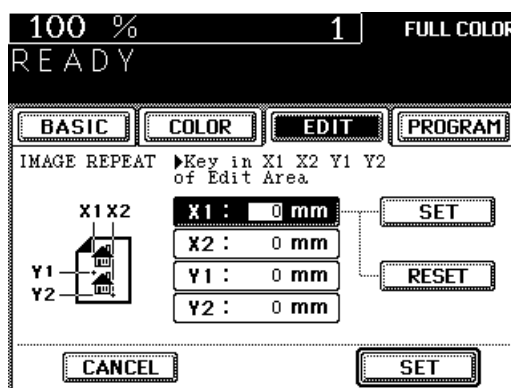 100 % 1 FULL COLOR
READY
BASIC COLOR EDIT PROGRAM
IMAGE REPEAT ▶Key in X1 X2 Y1 Y2
of Edit Area
X1 X2
Y1
Y2
X1 : 0 mm SET
X2 : 0 mm
Y1 : 0 mm RESET
Y2 : 0 mm
CANCEL SET